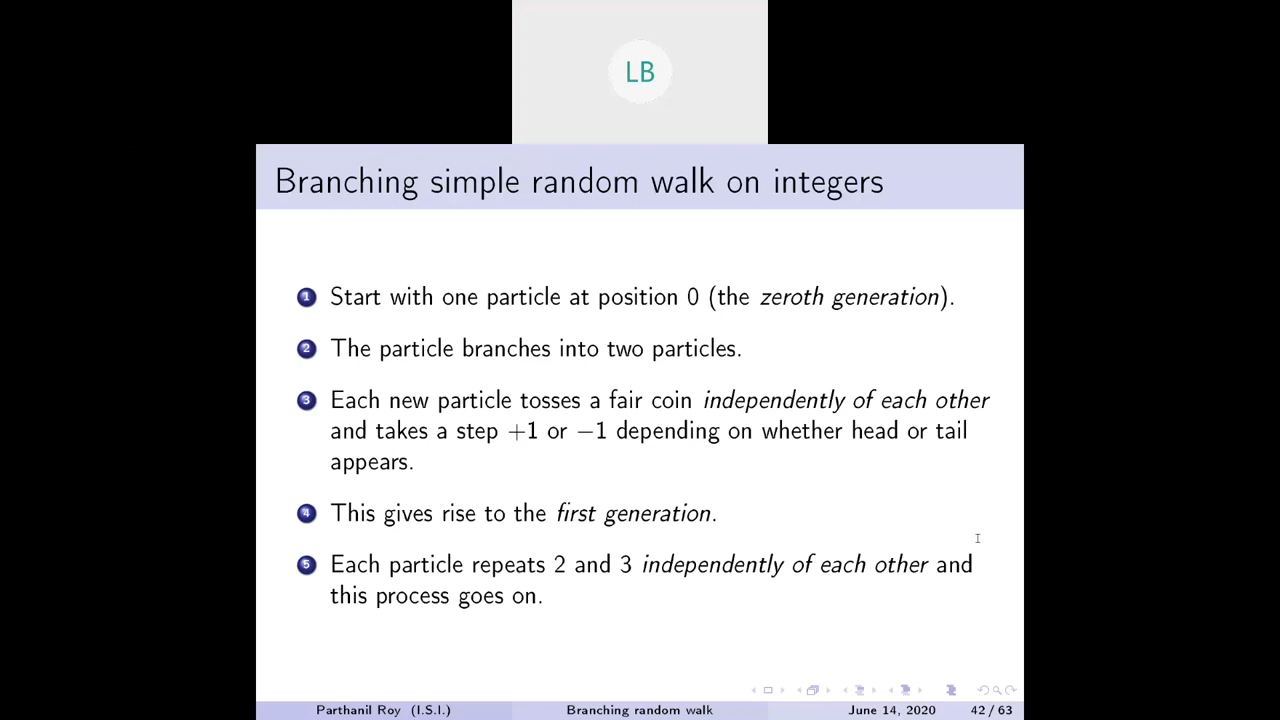 LB
Branching simple random walk on integers
1 Start with one particle at position 0 (the zeroth generation).
2 The particle branches into two particles.
3 Each new particle tosses a fair coin independently of each other
and takes a step +1 or −1 depending on whether head or tail
appears.
4 This gives rise to the first generation.
5 Each particle repeats 2 and 3 independently of each other and
this process goes on.
Parthanil Roy (I.S.I.) Branching random walk June 14, 2020 42 / 63